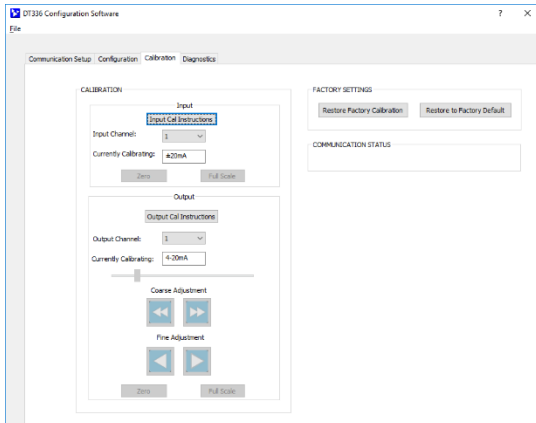 DT336 Configuration Software
File
Communication Setup Configuration Calibration Diagnostics
CALIBRATION
Input
Input Cal Instructions
Input Channel: 1
Currently Calibrating: ±20mA
Zero Full Scale
Output
Output Cal Instructions
Output Channel: 1
Currently Calibrating: 4-20mA
Coarse Adjustment
Fine Adjustment
Zero Full Scale
FACTORY SETTINGS
Restore Factory Calibration Restore to Factory Default
COMMUNICATION STATUS